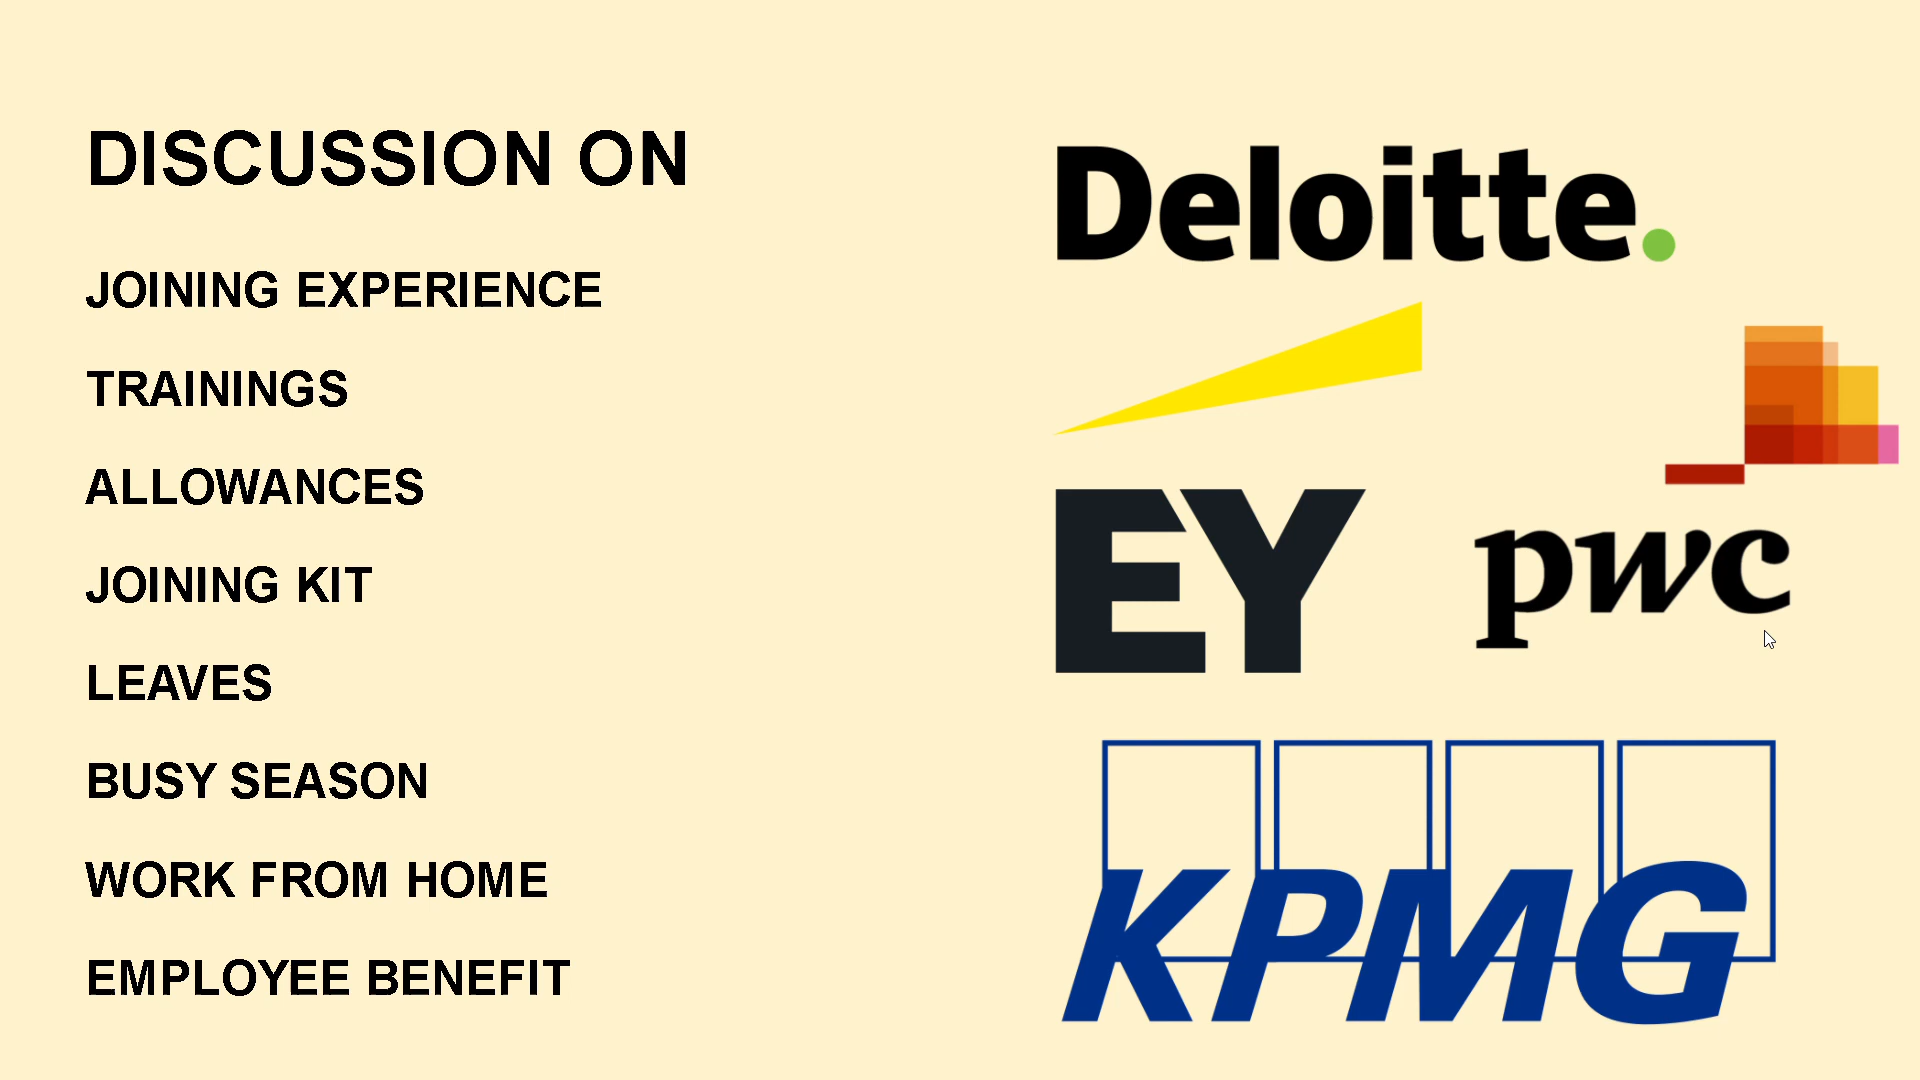 DISCUSSION ON
JOINING EXPERIENCE
TRAININGS
ALLOWANCES
JOINING KIT
LEAVES
BUSY SEASON
WORK FROM HOME
EMPLOYEE BENEFIT
Deloitte.
EY
pwc
KPMG